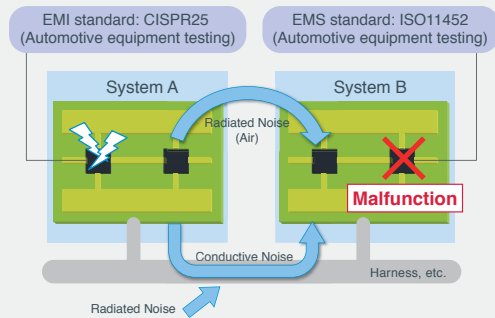 EMI standard: CISPR25
(Automotive equipment testing)
EMS standard: ISO11452
(Automotive equipment testing)
System A
System B
Radiated Noise
(Air)
Malfunction
Conductive Noise
Harness, etc.
Radiated Noise